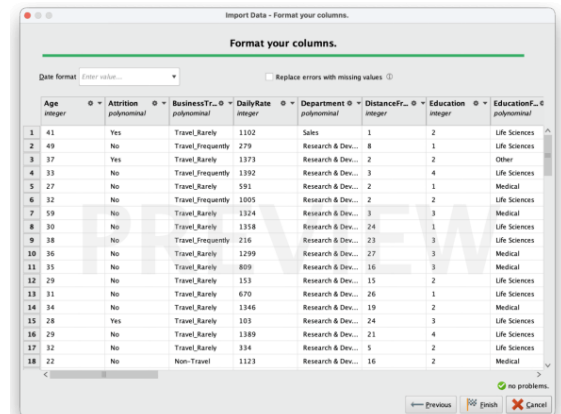 Import Data - Format your columns.
Format your columns.
Date format Enter value... Replace errors with missing values
Age Attrition BusinessTr... DailyRate Department DistanceFr... Education EducationF...
integer polynominal polynominal integer polynominal integer integer polynominal
1 41 Yes Travel_Rarely 1102 Sales 1 2 Life Sciences
2 49 No Travel_Frequently 279 Research & Dev... 8 1 Life Sciences
3 37 Yes Travel_Rarely 1373 Research & Dev... 2 2 Other
4 33 No Travel_Frequently 1392 Research & Dev... 3 4 Life Sciences
5 27 No Travel_Rarely 591 Research & Dev... 2 1 Medical
6 32 No Travel_Frequently 1005 Research & Dev... 2 2 Life Sciences
7 59 No Travel_Rarely 1324 Research & Dev... 3 3 Medical
8 30 No Travel_Rarely 1358 Research & Dev... 24 1 Life Sciences
9 38 No Travel_Frequently 216 Research & Dev... 23 3 Life Sciences
10 36 No Travel_Rarely 1299 Research & Dev... 27 3 Medical
11 35 No Travel_Rarely 809 Research & Dev... 16 3 Medical
12 29 No Travel_Rarely 153 Research & Dev... 15 2 Life Sciences
13 31 No Travel_Rarely 670 Research & Dev... 26 1 Life Sciences
14 34 No Travel_Rarely 1346 Research & Dev... 19 2 Medical
15 28 Yes Travel_Rarely 103 Research & Dev... 24 3 Life Sciences
16 29 No Travel_Rarely 1389 Research & Dev... 21 4 Life Sciences
17 32 No Travel_Rarely 334 Research & Dev... 5 2 Life Sciences
18 22 No Non-Travel 1123 Research & Dev... 16 2 Medical
PREVIEW
no problems.
Previous Finish Cancel